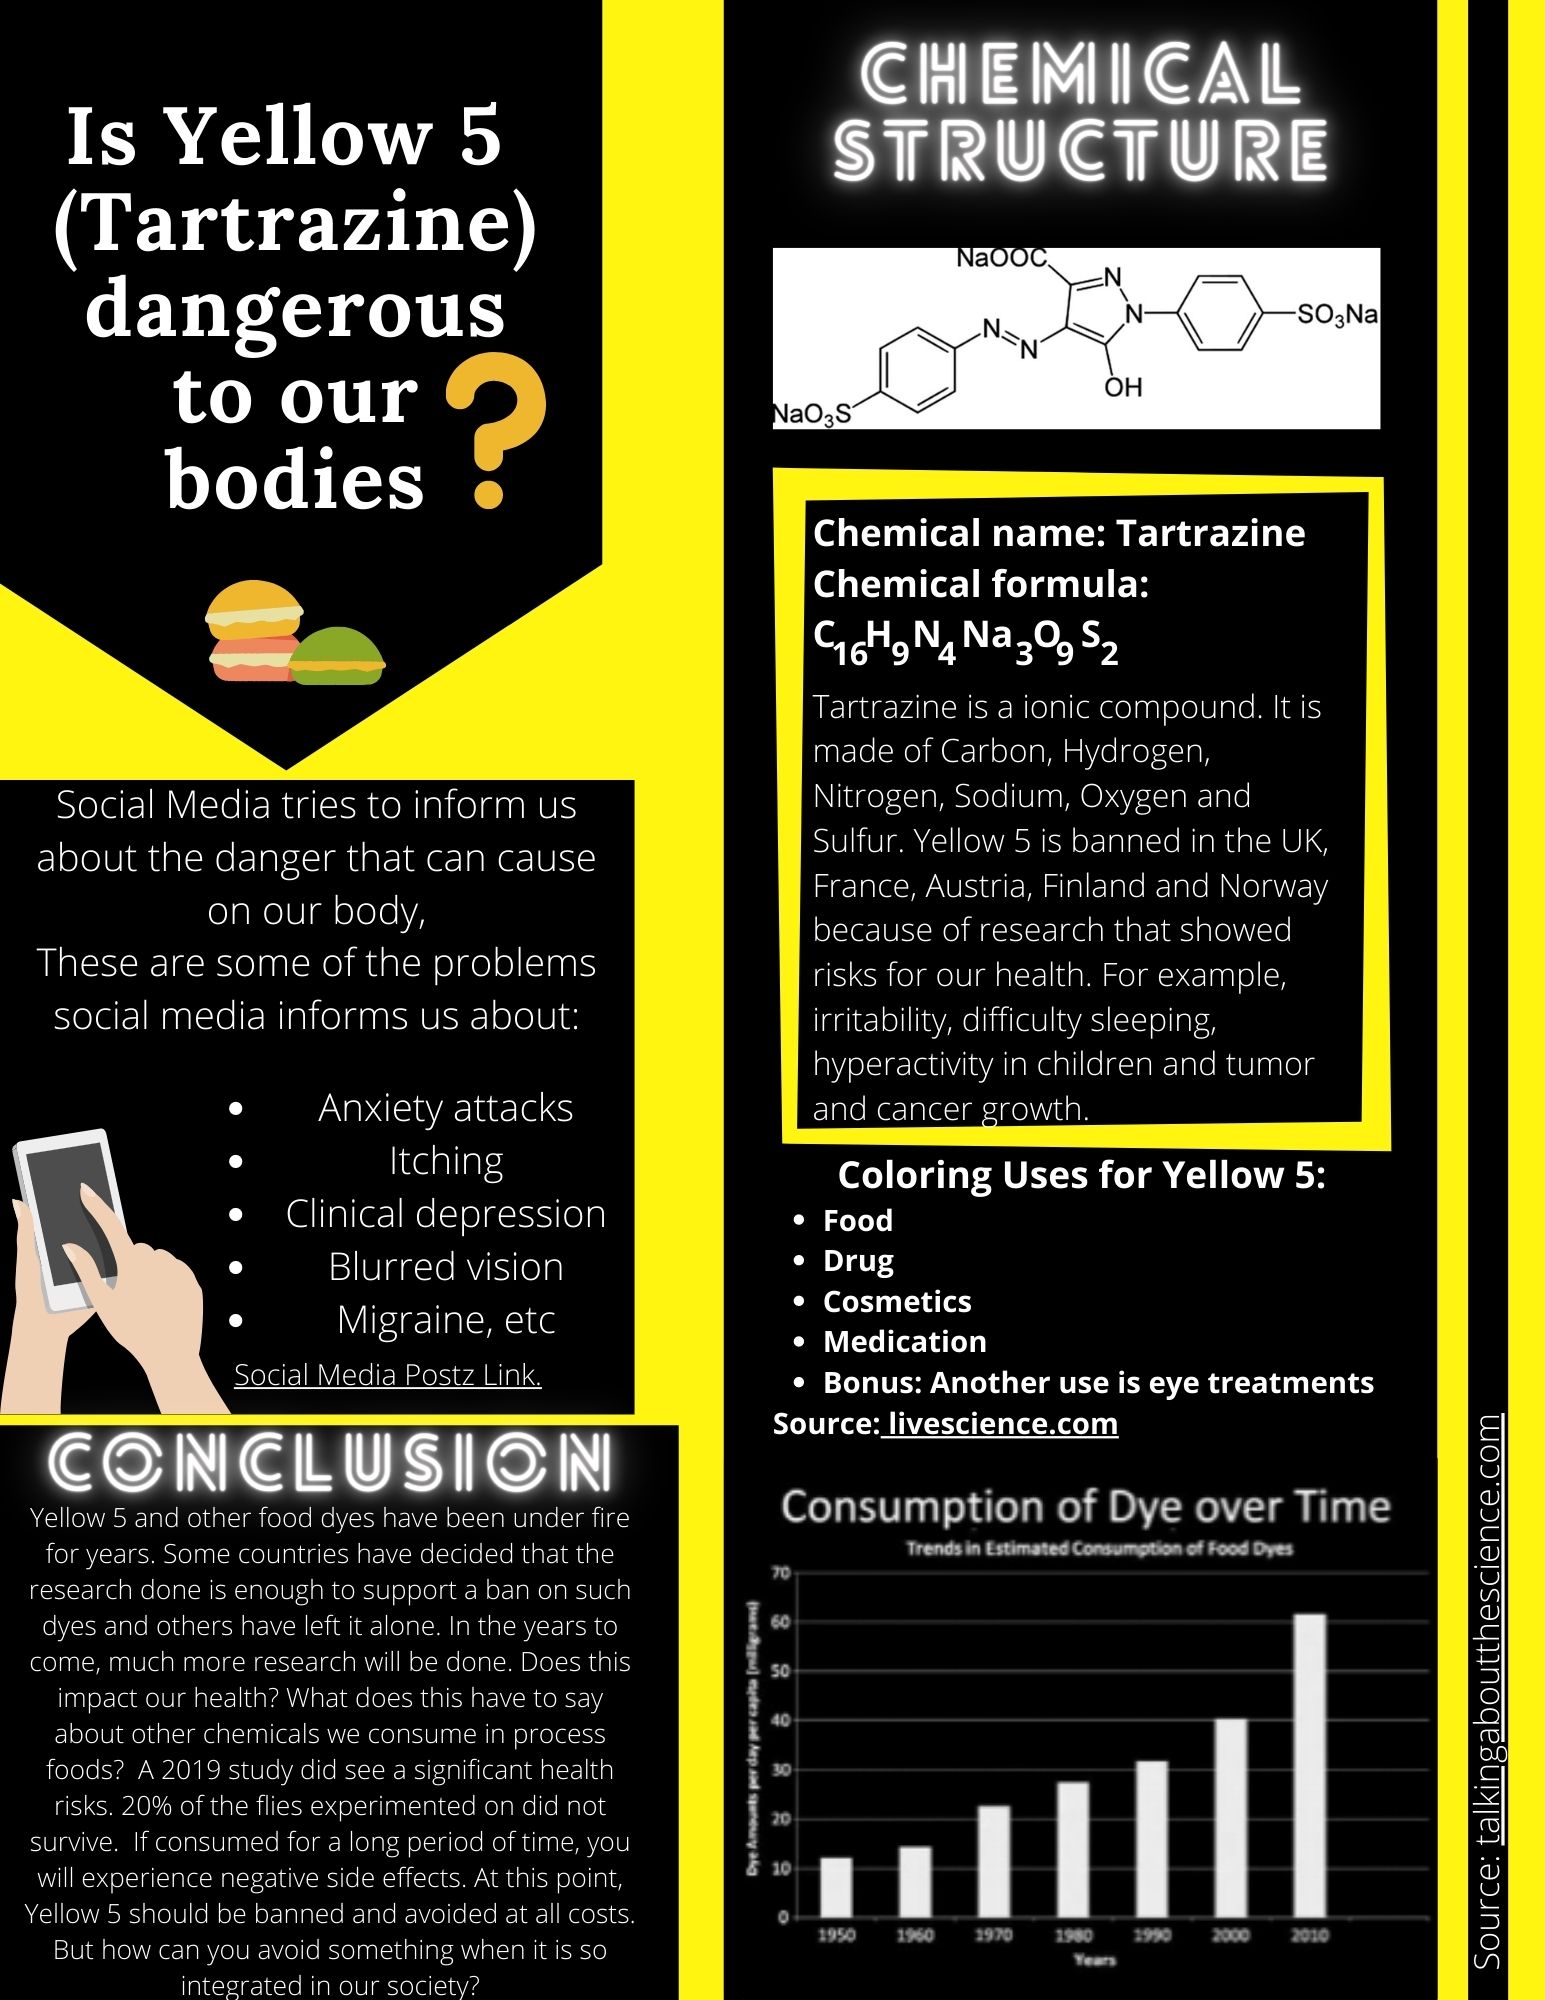 Is Yellow 5
(Tartrazine)
dangerous
to our
bodies ?
Social Media tries to inform us
about the danger that can cause
on our body,
These are some of the problems
social media informs us about:
• Anxiety attacks
• Itching
• Clinical depression
• Blurred vision
• Migraine, etc
Social Media Postz Link.
CONCLUSION
Yellow 5 and other food dyes have been under fire
for years. Some countries have decided that the
research done is enough to support a ban on such
dyes and others have left it alone. In the years to
come, much more research will be done. Does this
impact our health? What does this have to say
about other chemicals we consume in process
foods?  A 2019 study did see a significant health
risks. 20% of the flies experimented on did not
survive.  If consumed for a long period of time, you
will experience negative side effects. At this point,
Yellow 5 should be banned and avoided at all costs.
But how can you avoid something when it is so
integrated in our society?
CHEMICAL
STRUCTURE
NaOOC
N
N
SO3Na
N
N
OH
NaO3S
Chemical name: Tartrazine
Chemical formula:
C16H9N4Na3O9S2
Tartrazine is a ionic compound. It is
made of Carbon, Hydrogen,
Nitrogen, Sodium, Oxygen and
Sulfur. Yellow 5 is banned in the UK,
France, Austria, Finland and Norway
because of research that showed
risks for our health. For example,
irritability, difficulty sleeping,
hyperactivity in children and tumor
and cancer growth.
Coloring Uses for Yellow 5:
• Food
• Drug
• Cosmetics
• Medication
• Bonus: Another use is eye treatments
Source: livescience.com
Consumption of Dye over Time
Trends in Estimated Consumption of Food Dyes
Dye Amounts per day per capita (milligrams)
70
60
50
40
30
20
10
0
1950 1960 1970 1980 1990 2000 2010
Years
Source: talkingaboutthescience.com